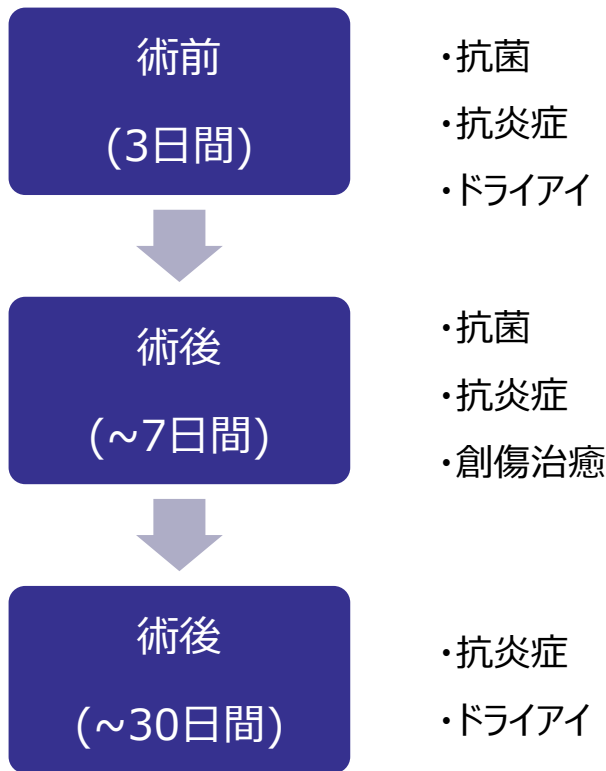 術前
(3日間)
・抗菌
・抗炎症
・ドライアイ
術後
(~7日間)
・抗菌
・抗炎症
・創傷治癒
術後
(~30日間)
・抗炎症
・ドライアイ